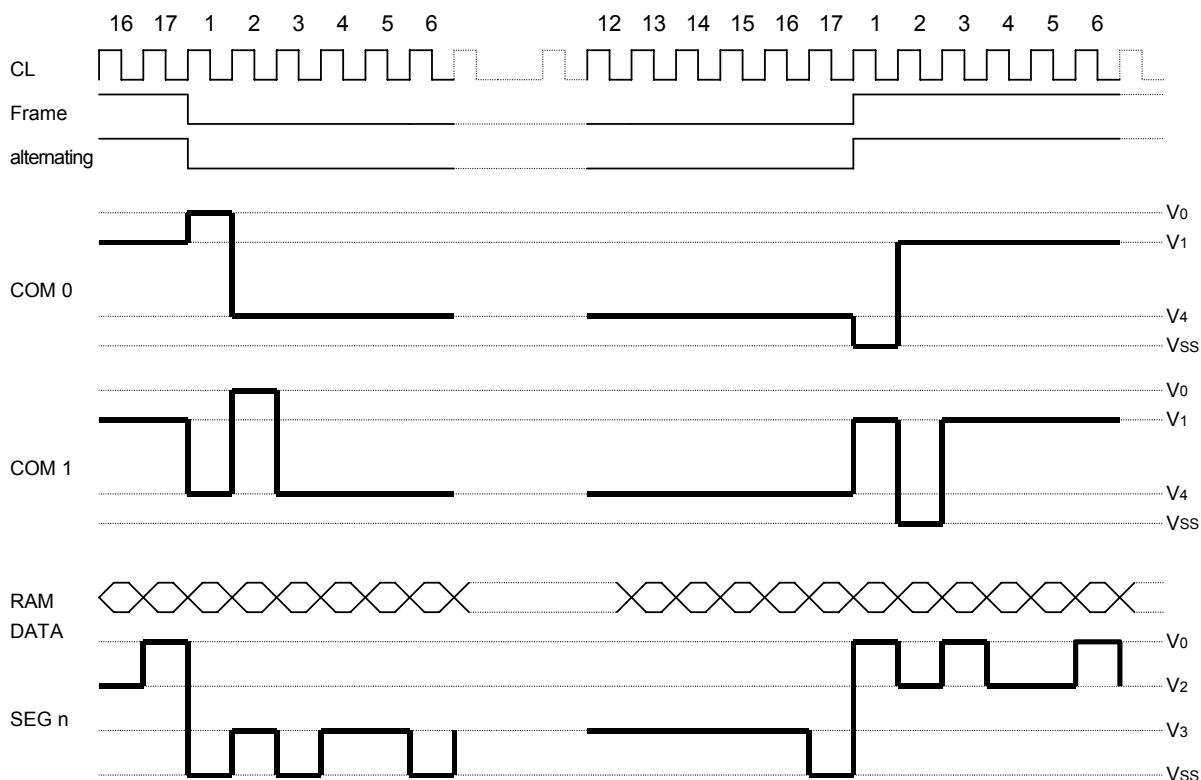 16 17 1 2 3 4 5 6 12 13 14 15 16 17 1 2 3 4 5 6
CL
Frame
alternating
V0
V1
COM 0
V4
VSS
V0
V1
COM 1
V4
VSS
RAM
DATA
V0
V2
SEG n
V3
VSS